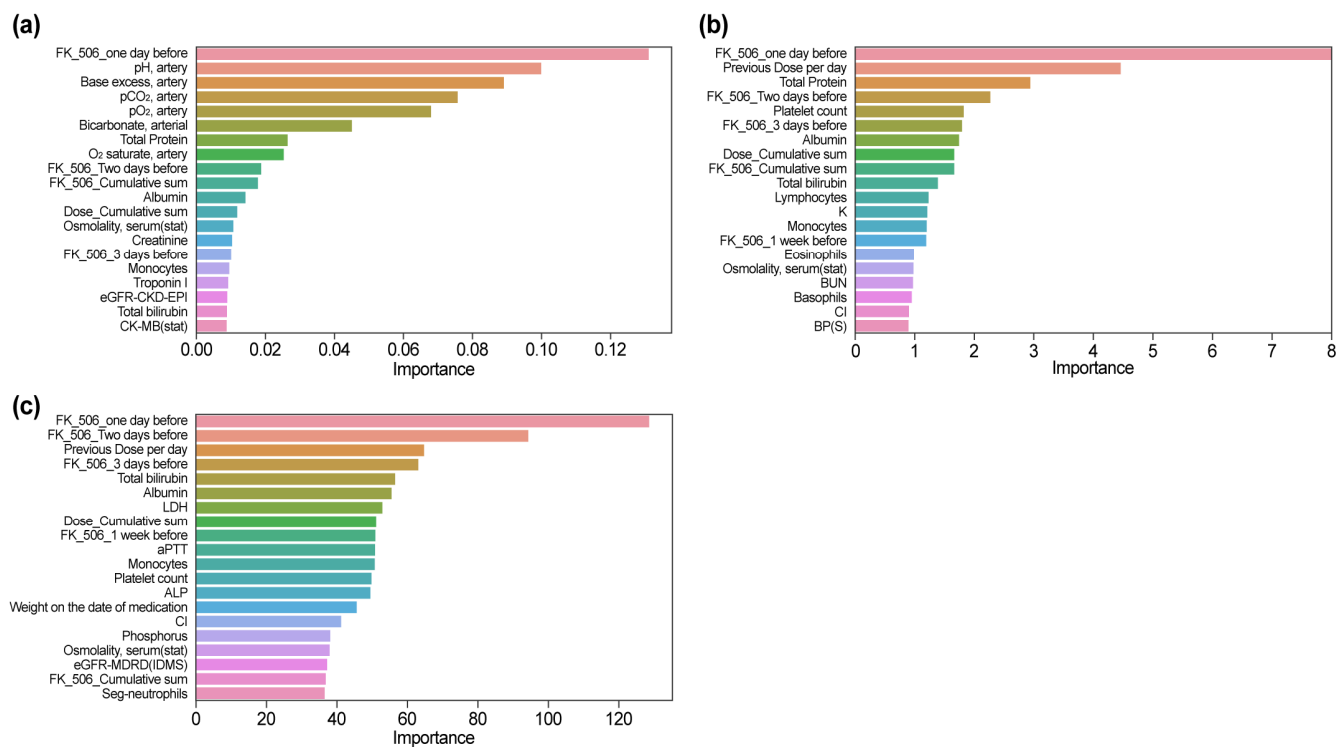 (a)
FK_506_one day before
pH, artery
Base excess, artery
pCO₂, artery
pO₂, artery
Bicarbonate, arterial
Total Protein
O₂ saturate, artery
FK_506_Two days before
FK_506_Cumulative sum
Albumin
Dose_Cumulative sum
Osmolality, serum(stat)
Creatinine
FK_506_3 days before
Monocytes
Troponin I
eGFR-CKD-EPI
Total bilirubin
CK-MB(stat)
0.00 0.02 0.04 0.06 0.08 0.10 0.12
Importance
(b)
FK_506_one day before
Previous Dose per day
Total Protein
FK_506_Two days before
Platelet count
FK_506_3 days before
Albumin
Dose_Cumulative sum
FK_506_Cumulative sum
Total bilirubin
Lymphocytes
K
Monocytes
FK_506_1 week before
Eosinophils
Osmolality, serum(stat)
BUN
Basophils
Cl
BP(S)
0 1 2 3 4 5 6 7 8
Importance
(c)
FK_506_one day before
FK_506_Two days before
Previous Dose per day
FK_506_3 days before
Total bilirubin
Albumin
LDH
Dose_Cumulative sum
FK_506_1 week before
aPTT
Monocytes
Platelet count
ALP
Weight on the date of medication
Cl
Phosphorus
Osmolality, serum(stat)
eGFR-MDRD(IDMS)
FK_506_Cumulative sum
Seg-neutrophils
0 20 40 60 80 100 120
Importance